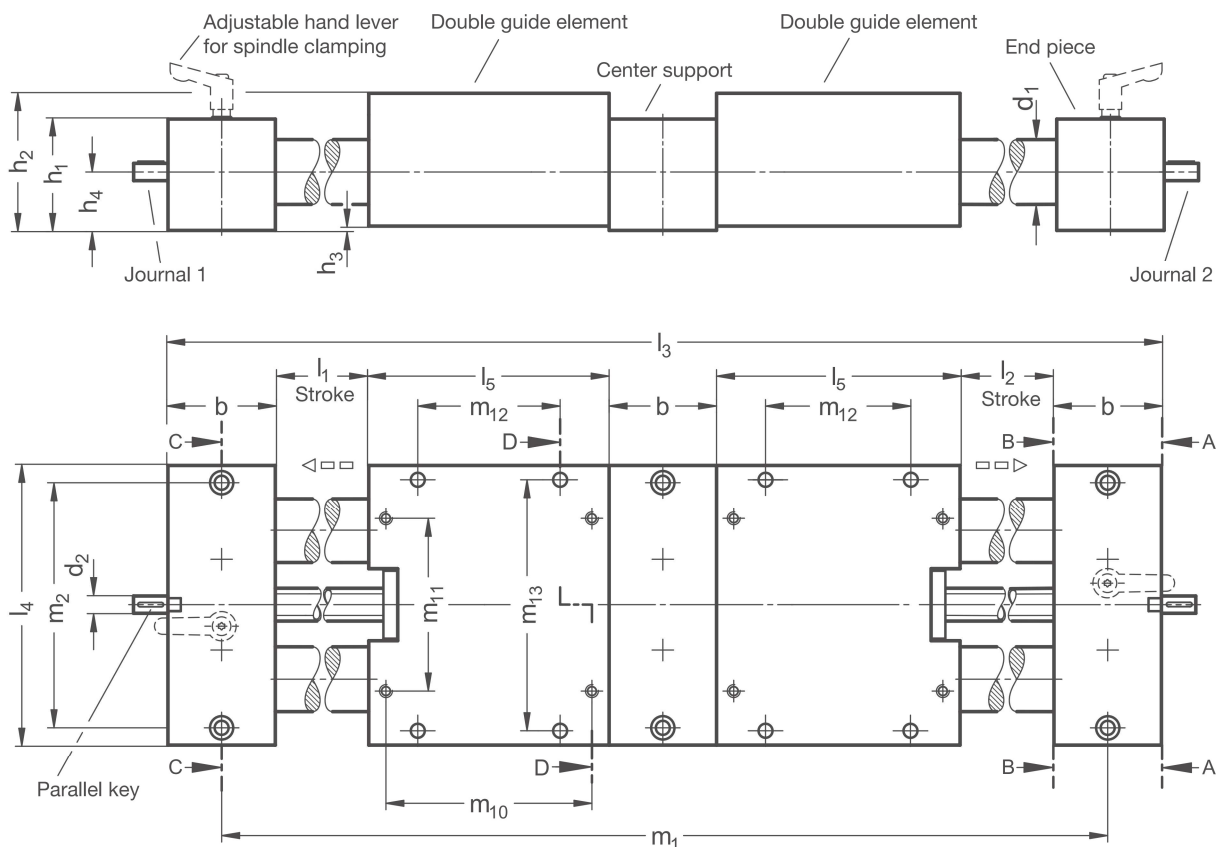 Adjustable hand lever
for spindle clamping
Double guide element
Double guide element
Center support
End piece
d1
h2
h1
h4
h3
Journal 1
Journal 2
l3
l1
Stroke
l5
l5
l2
Stroke
b
m12
b
m12
b
C
D
B
A
d2
l4
m2
m11
m13
C
D
B
A
Parallel key
m10
m1